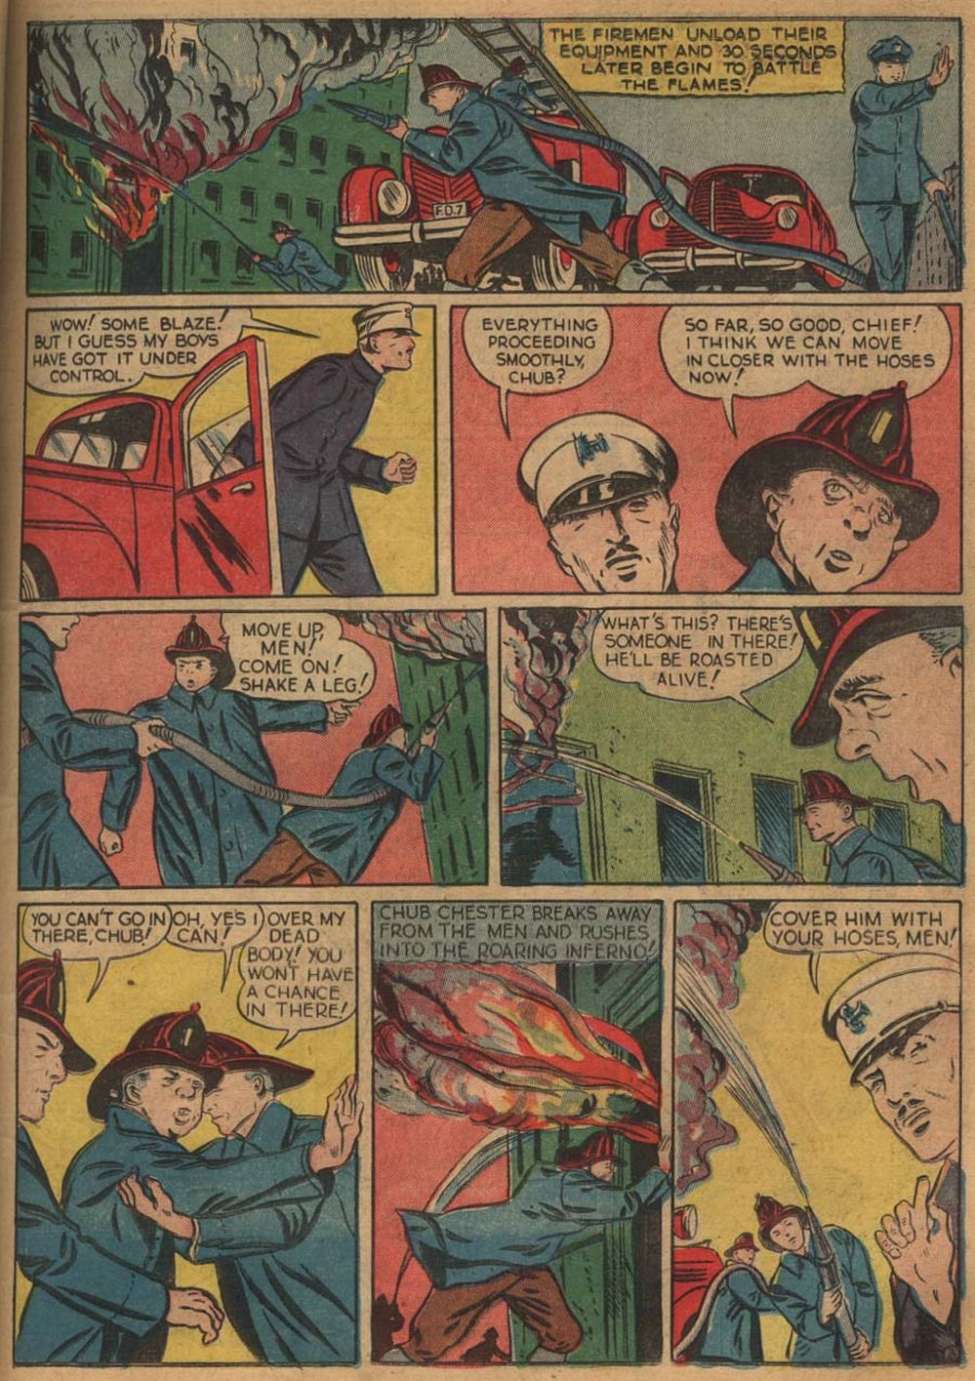 THE FIREMEN UNLOAD THEIR
EQUIPMENT AND 30 SECONDS
LATER BEGIN TO BATTLE
THE FLAMES!
F.D.7
WOW! SOME BLAZE!
BUT I GUESS MY BOYS
HAVE GOT IT UNDER
CONTROL.
EVERYTHING
PROCEEDING
SMOOTHLY,
CHUB?
SO FAR, SO GOOD, CHIEF!
I THINK WE CAN MOVE
IN CLOSER WITH THE HOSES
NOW!
MOVE UP,
MEN!
COME ON!
SHAKE A LEG!
WHAT'S THIS? THERE'S
SOMEONE IN THERE!
HE'LL BE ROASTED
ALIVE!
YOU CAN'T GO IN
THERE, CHUB!
OH, YES I
CAN!
OVER MY
DEAD
BODY! YOU
WON'T HAVE
A CHANCE
IN THERE!
1
CHUB CHESTER BREAKS AWAY
FROM THE MEN AND RUSHES
INTO THE ROARING INFERNO!
COVER HIM WITH
YOUR HOSES, MEN!